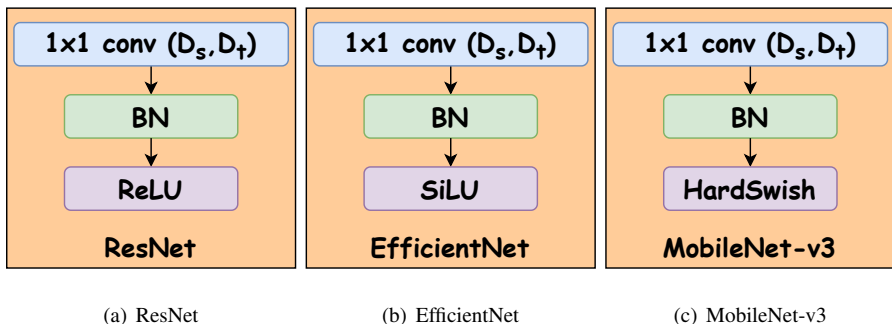 1x1 conv (Dₛ,Dₜ) 1x1 conv (Dₛ,Dₜ) 1x1 conv (Dₛ,Dₜ)
BN BN BN
ReLU SiLU HardSwish
ResNet EfficientNet MobileNet-v3
(a) ResNet (b) EfficientNet (c) MobileNet-v3